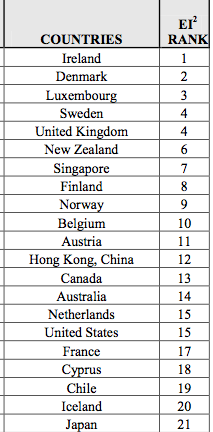 EI²
COUNTRIES RANK
Ireland 1
Denmark 2
Luxembourg 3
Sweden 4
United Kingdom 4
New Zealand 6
Singapore 7
Finland 8
Norway 9
Belgium 10
Austria 11
Hong Kong, China 12
Canada 13
Australia 14
Netherlands 15
United States 15
France 17
Cyprus 18
Chile 19
Iceland 20
Japan 21